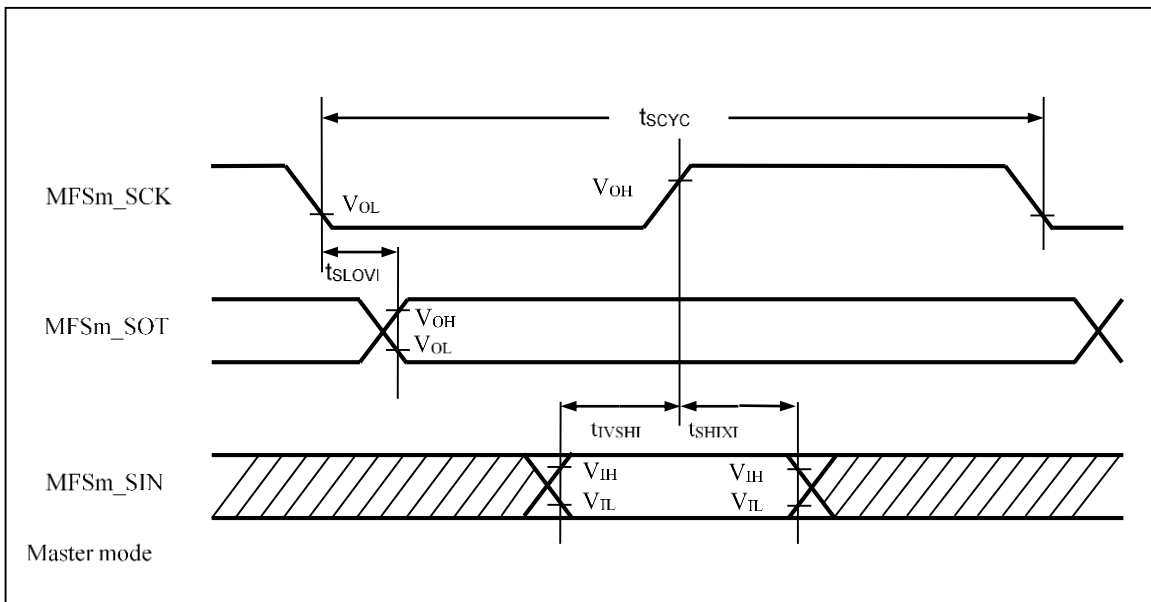 tSCYC
MFSm_SCK
VOH
VOL
tSLOVI
MFSm_SOT
VOH
VOL
tIVSHI tSHIXI
MFSm_SIN
VIH VIH
VIL VIL
Master mode